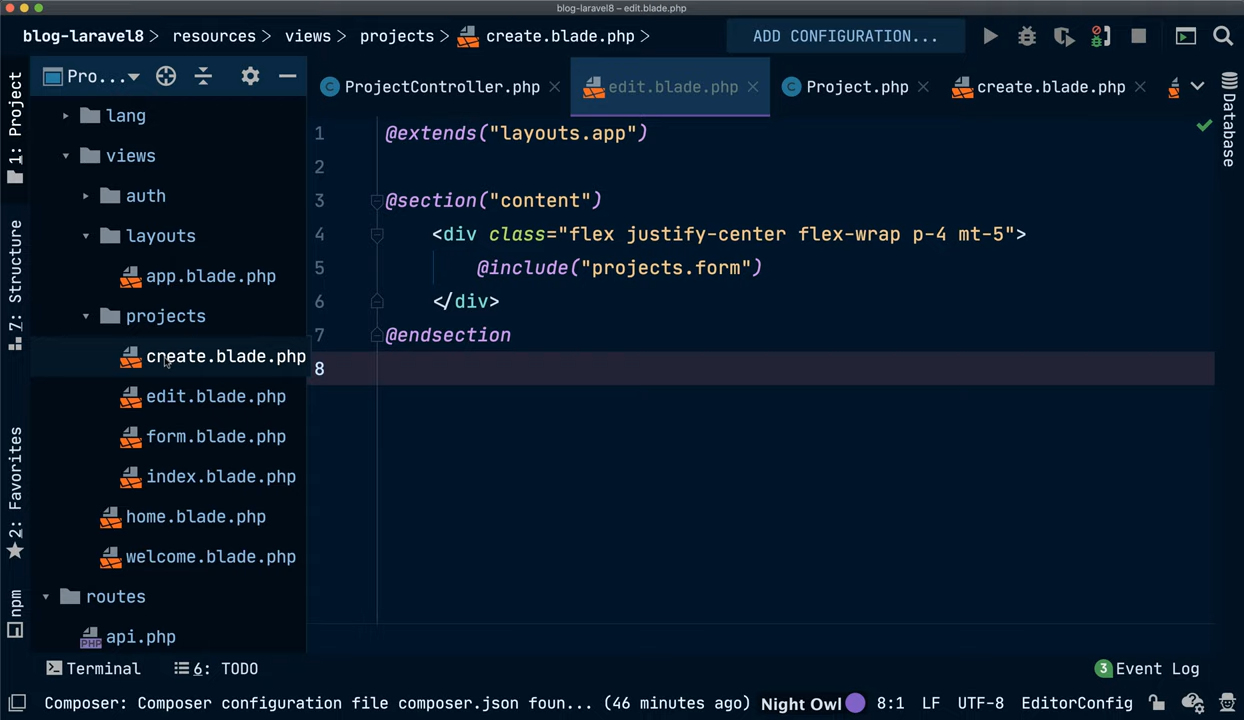 blog-laravel8 – edit.blade.php
blog-laravel8 > resources > views > projects > create.blade.php >
ADD CONFIGURATION...
Pro...
ProjectController.php
edit.blade.php
Project.php
create.blade.php
1: Project
7: Structure
2: Favorites
npm
Database
lang
views
auth
layouts
app.blade.php
projects
create.blade.php
edit.blade.php
form.blade.php
index.blade.php
home.blade.php
welcome.blade.php
routes
PHP api.php
1 @extends("layouts.app")
2
3 @section("content")
4 <div class="flex justify-center flex-wrap p-4 mt-5">
5 @include("projects.form")
6 </div>
7 @endsection
8
Terminal
6: TODO
3 Event Log
Composer: Composer configuration file composer.json foun... (46 minutes ago)
Night Owl
8:1 LF UTF-8 EditorConfig